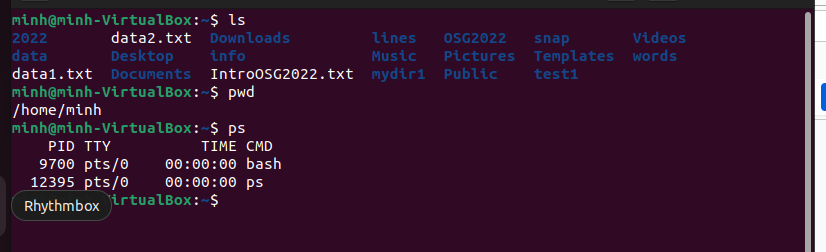 minh@minh-VirtualBox:~$ ls
2022 data2.txt Downloads lines OSG2022 snap Videos
data Desktop info Music Pictures Templates words
data1.txt Documents IntroOSG2022.txt mydir1 Public test1
minh@minh-VirtualBox:~$ pwd
/home/minh
minh@minh-VirtualBox:~$ ps
PID TTY TIME CMD
9700 pts/0 00:00:00 bash
12395 pts/0 00:00:00 ps
irtualBox:~$
Rhythmbox